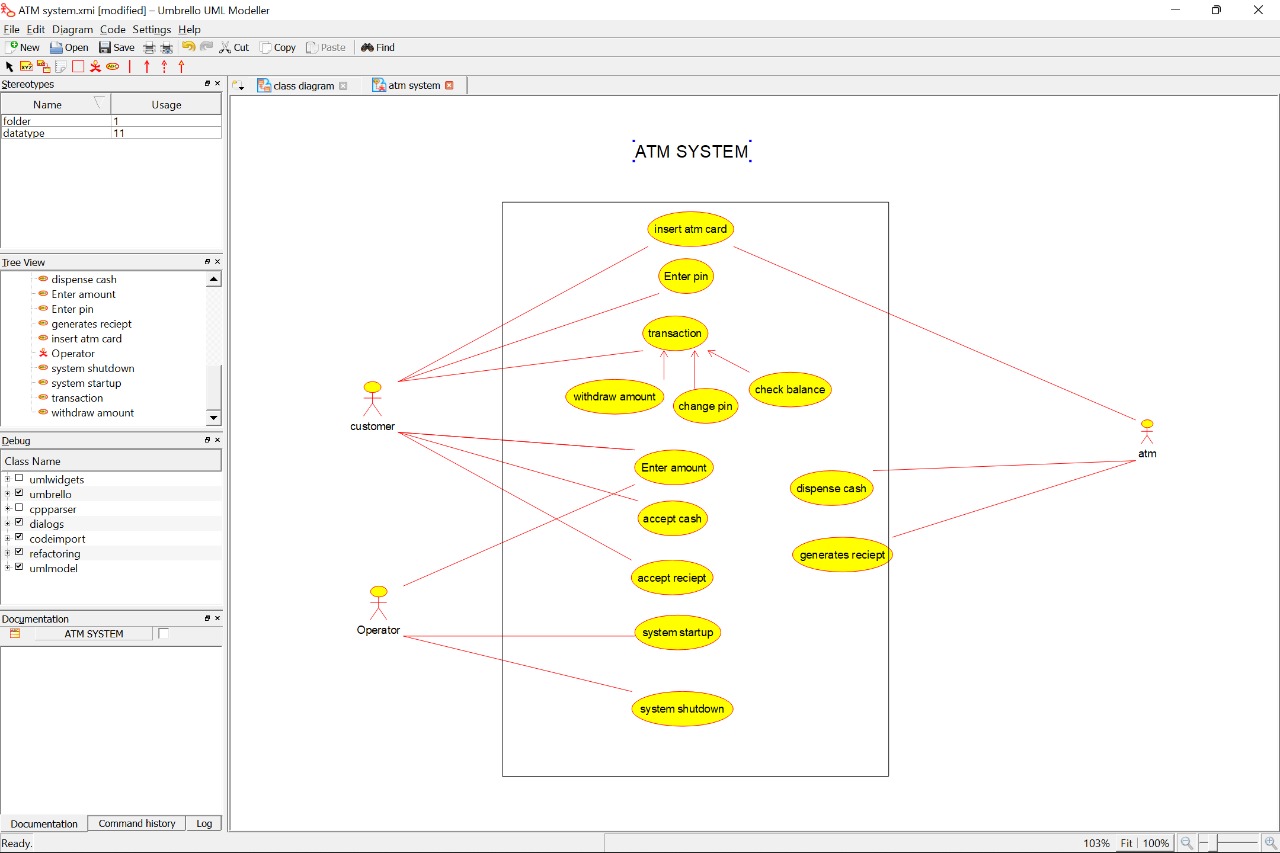 ATM system.xmi [modified] – Umbrello UML Modeller
File Edit Diagram Code Settings Help
New Open Save Cut Copy Paste Find
Stereotypes
Name Usage
folder 1
datatype 11
Tree View
dispense cash
Enter amount
Enter pin
generates reciept
insert atm card
Operator
system shutdown
system startup
transaction
withdraw amount
Debug
Class Name
umlwidgets
umbrello
cppparser
dialogs
codeimport
refactoring
umlmodel
Documentation
ATM SYSTEM
Documentation Command history Log
Ready.
class diagram atm system
ATM SYSTEM
insert atm card
Enter pin
transaction
withdraw amount
change pin
check balance
customer
atm
Enter amount
dispense cash
accept cash
generates reciept
accept reciept
Operator
system startup
system shutdown
103% Fit 100%